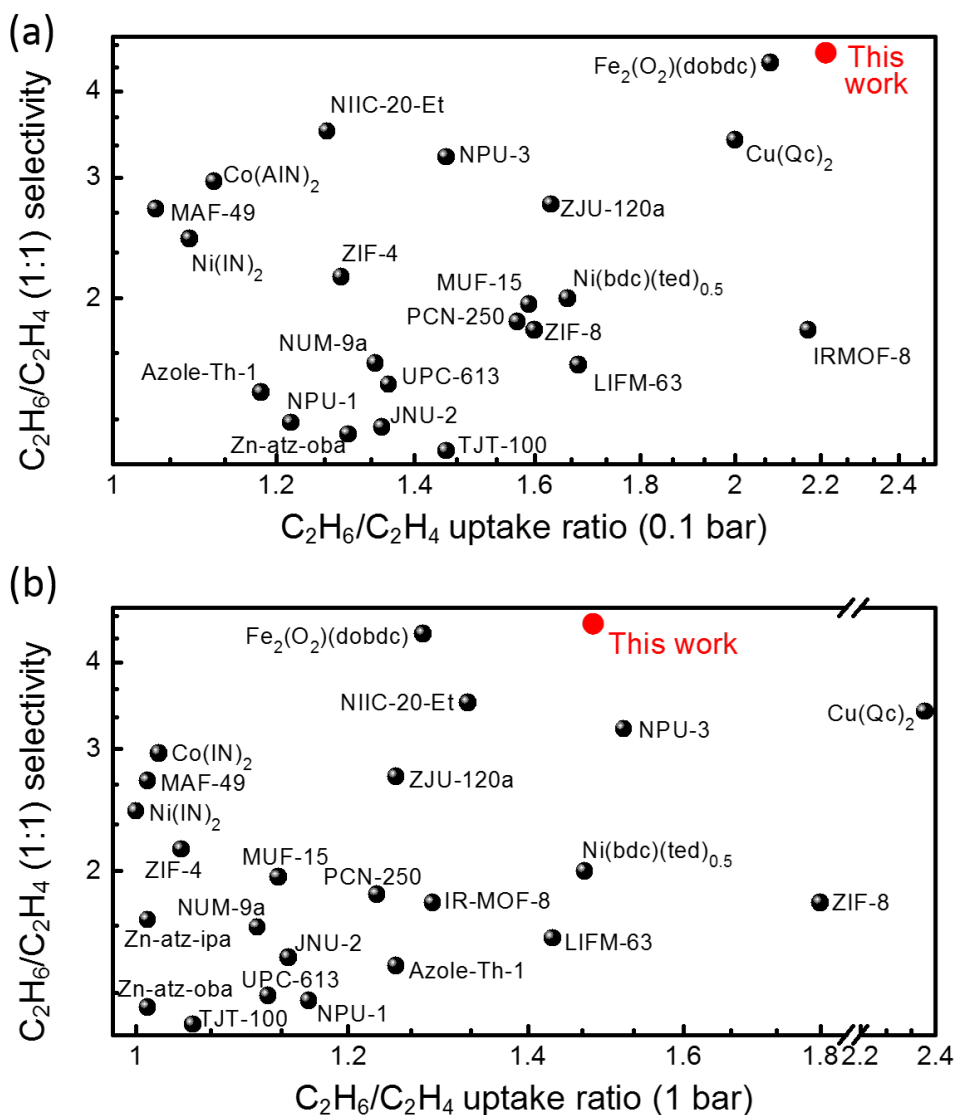 (a)
C2H6/C2H4 (1:1) selectivity
4
3
2
Fe2(O2)(dobdc)
This
work
NIIC-20-Et
NPU-3
Cu(Qc)2
Co(AIN)2
MAF-49
ZJU-120a
Ni(IN)2
ZIF-4
MUF-15
Ni(bdc)(ted)0.5
PCN-250
ZIF-8
IRMOF-8
NUM-9a
LIFM-63
Azole-Th-1
UPC-613
NPU-1
JNU-2
Zn-atz-oba
TJT-100
1 1.2 1.4 1.6 1.8 2 2.2 2.4
C2H6/C2H4 uptake ratio (0.1 bar)
(b)
C2H6/C2H4 (1:1) selectivity
4
3
2
Fe2(O2)(dobdc)
This work
NIIC-20-Et
Cu(Qc)2
NPU-3
Co(IN)2
MAF-49
ZJU-120a
Ni(IN)2
ZIF-4
MUF-15
Ni(bdc)(ted)0.5
PCN-250
NUM-9a
IR-MOF-8
ZIF-8
Zn-atz-ipa
JNU-2
LIFM-63
Azole-Th-1
Zn-atz-oba
UPC-613
TJT-100
NPU-1
1 1.2 1.4 1.6 1.8 2.2 2.4
C2H6/C2H4 uptake ratio (1 bar)